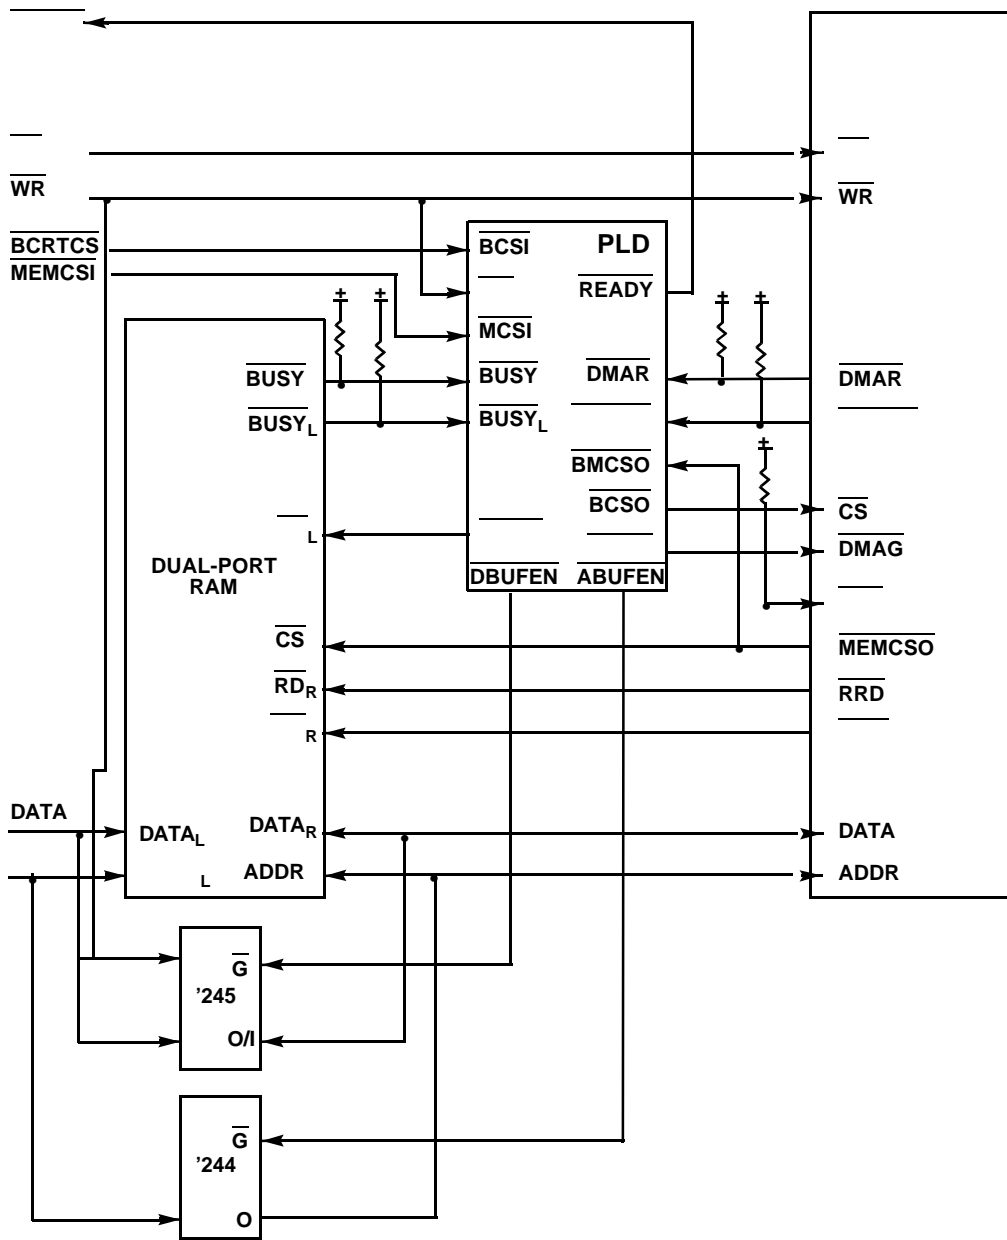 WR
WR
BCRTCS
BCSI
PLD
MEMCSI
READY
MCSI
BUSY
BUSY
DMAR
DMAR
BUSYL
BUSYL
BMCSO
BCSO
CS
L
DMAG
DUAL-PORT
RAM
DBUFEN
ABUFEN
CS
MEMCSO
RDR
RRD
R
DATA
DATAL
DATAR
DATA
L
ADDR
ADDR
G
'245
O/I
G
'244
O